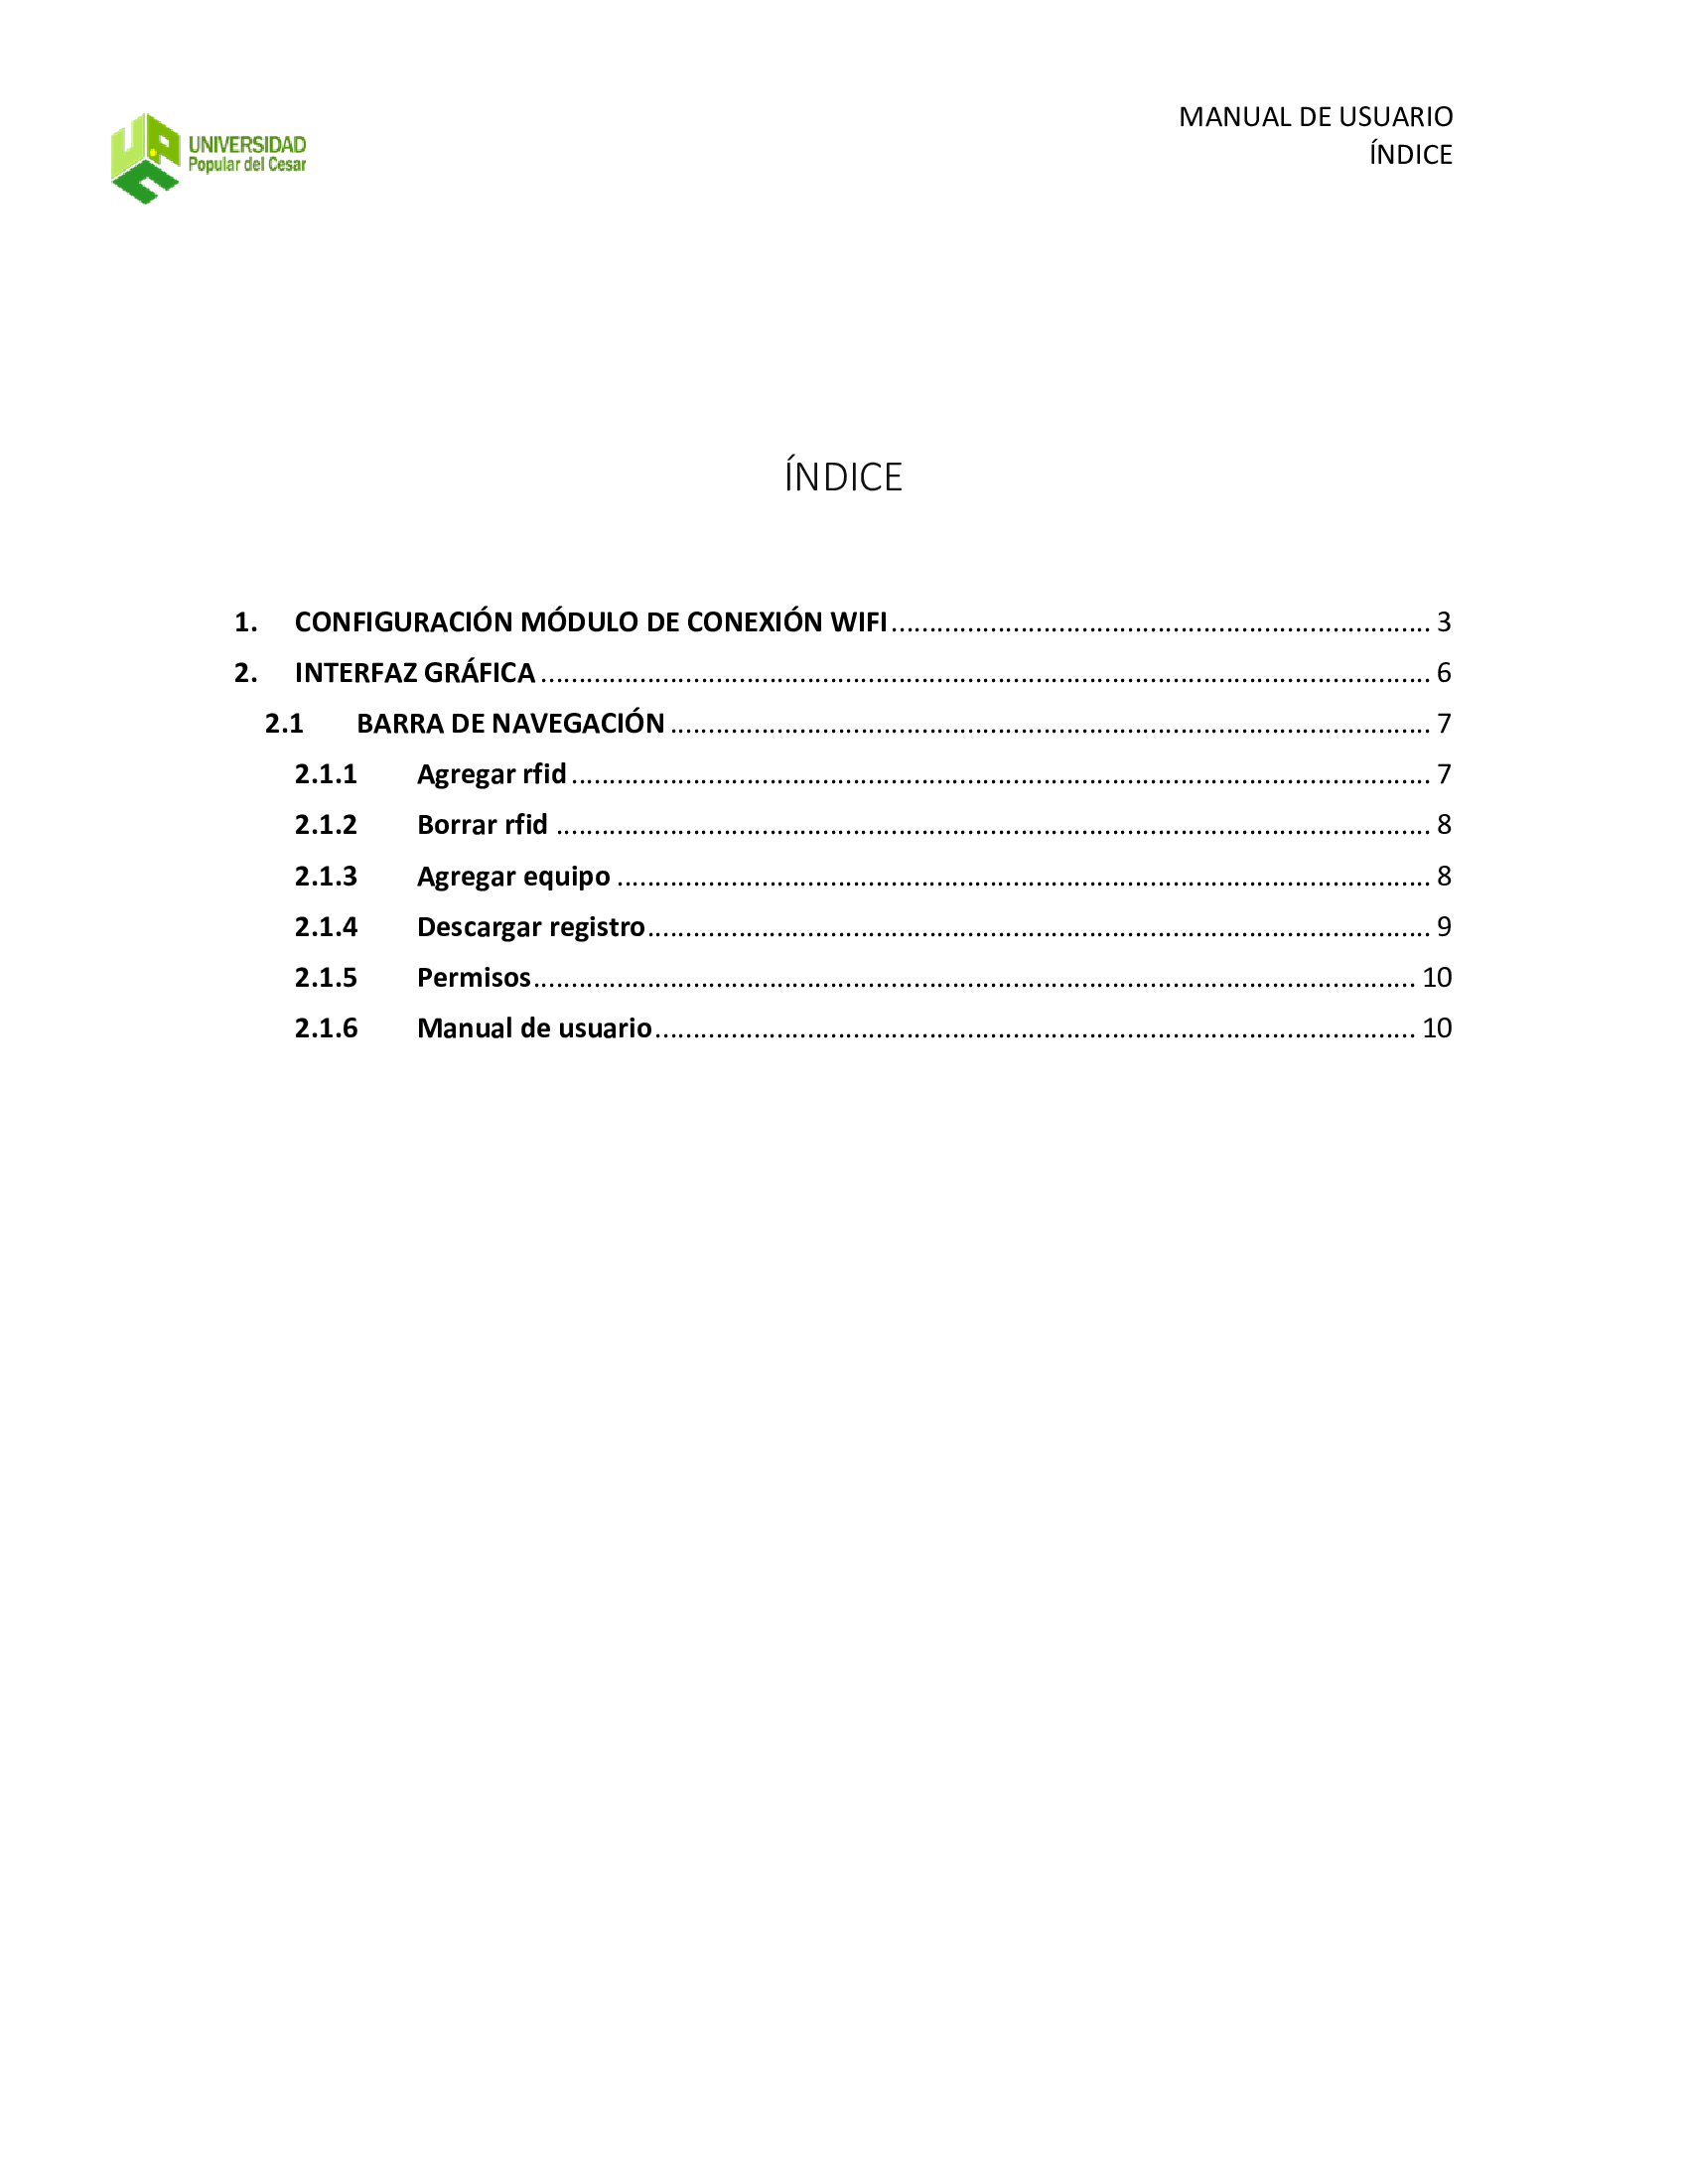 UNIVERSIDAD
Popular del Cesar
MANUAL DE USUARIO
ÍNDICE
ÍNDICE
1. CONFIGURACIÓN MÓDULO DE CONEXIÓN WIFI 3
2. INTERFAZ GRÁFICA 6
2.1 BARRA DE NAVEGACIÓN 7
2.1.1 Agregar rfid 7
2.1.2 Borrar rfid 8
2.1.3 Agregar equipo 8
2.1.4 Descargar registro 9
2.1.5 Permisos 10
2.1.6 Manual de usuario 10